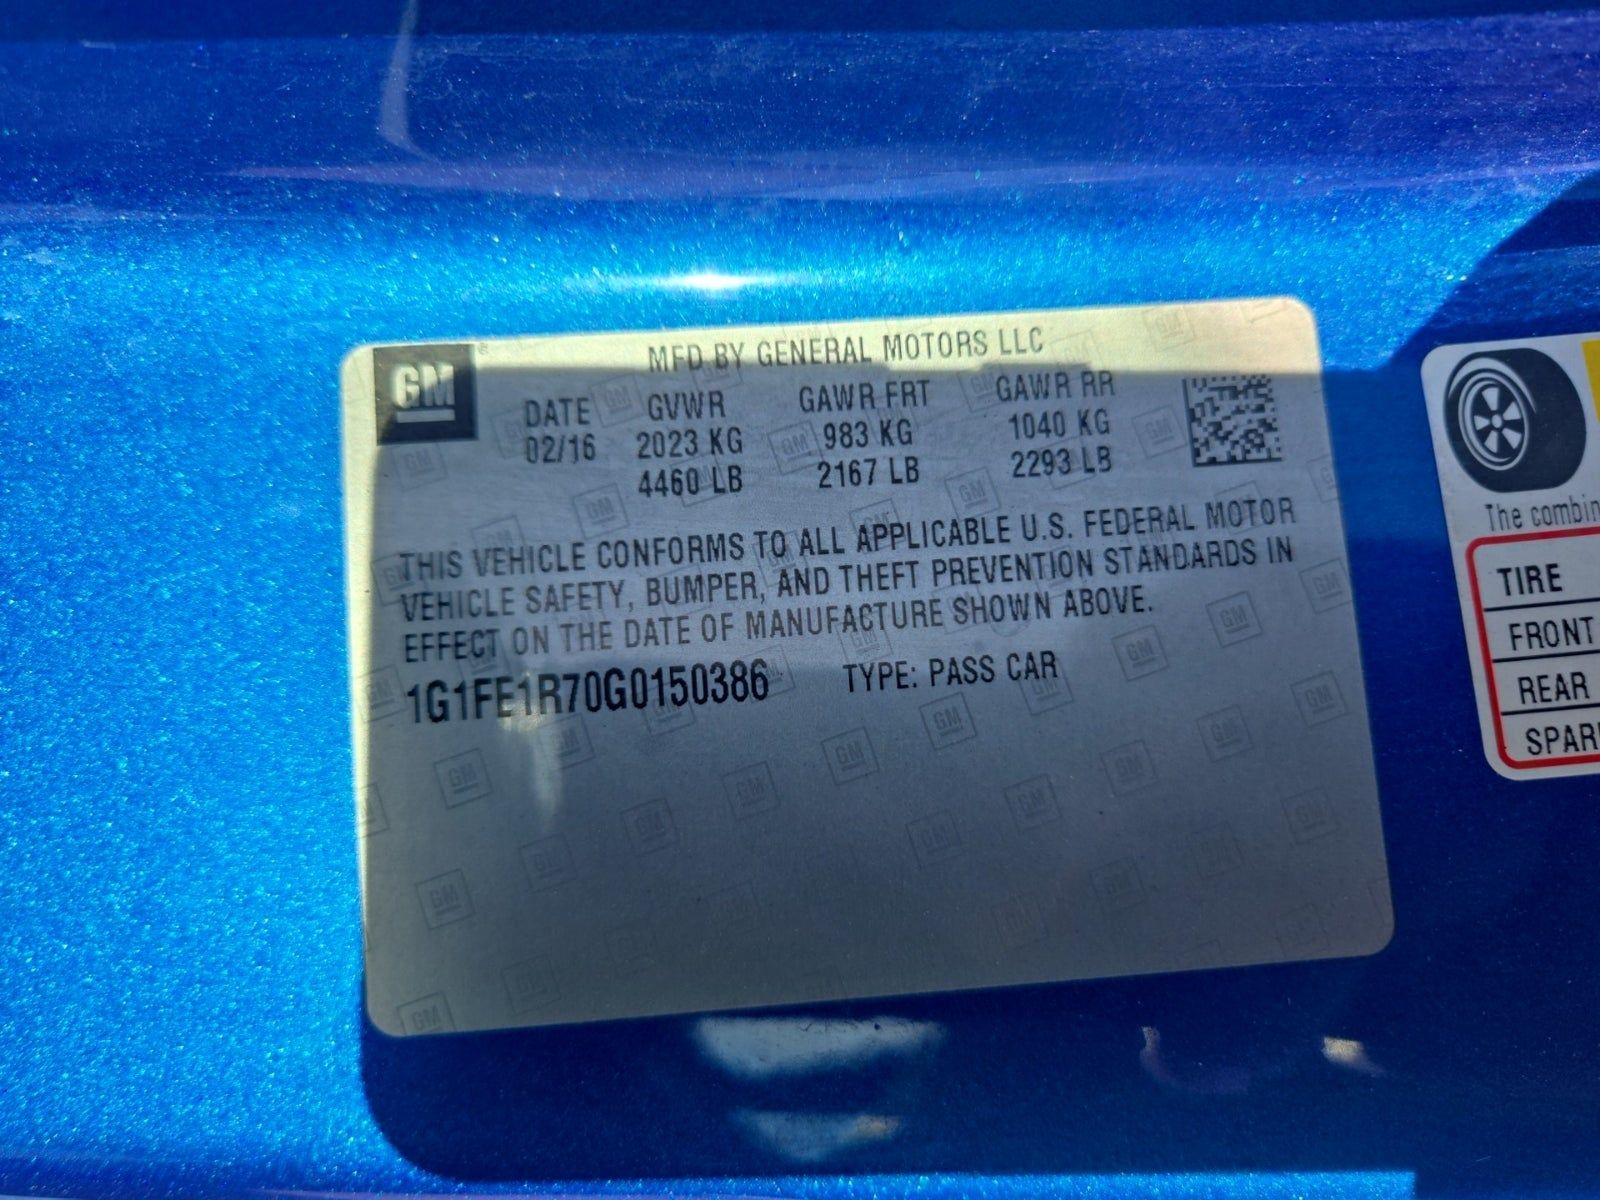 GM
MFD BY GENERAL MOTORS LLC
DATE GVWR GAWR FRT GAWR RR
02/16 2023 KG 983 KG 1040 KG
4460 LB 2167 LB 2293 LB
THIS VEHICLE CONFORMS TO ALL APPLICABLE U.S. FEDERAL MOTOR
VEHICLE SAFETY, BUMPER, AND THEFT PREVENTION STANDARDS IN
EFFECT ON THE DATE OF MANUFACTURE SHOWN ABOVE.
1G1FE1R70G0150386 TYPE: PASS CAR
The combin
TIRE
FRONT
REAR
SPAR